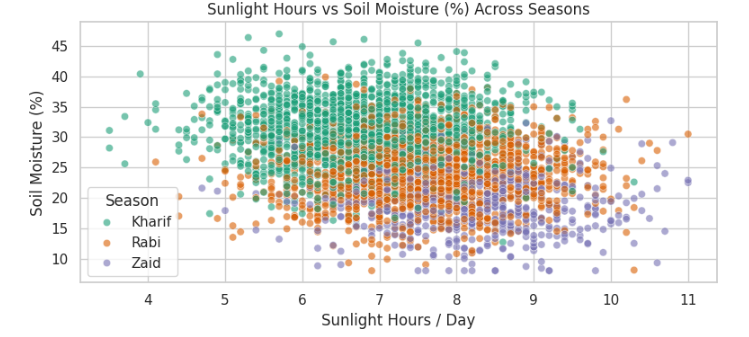 Sunlight Hours vs Soil Moisture (%) Across Seasons
Soil Moisture (%)
45
40
35
30
25
20
15
10
Season
Kharif
Rabi
Zaid
4 5 6 7 8 9 10 11
Sunlight Hours / Day